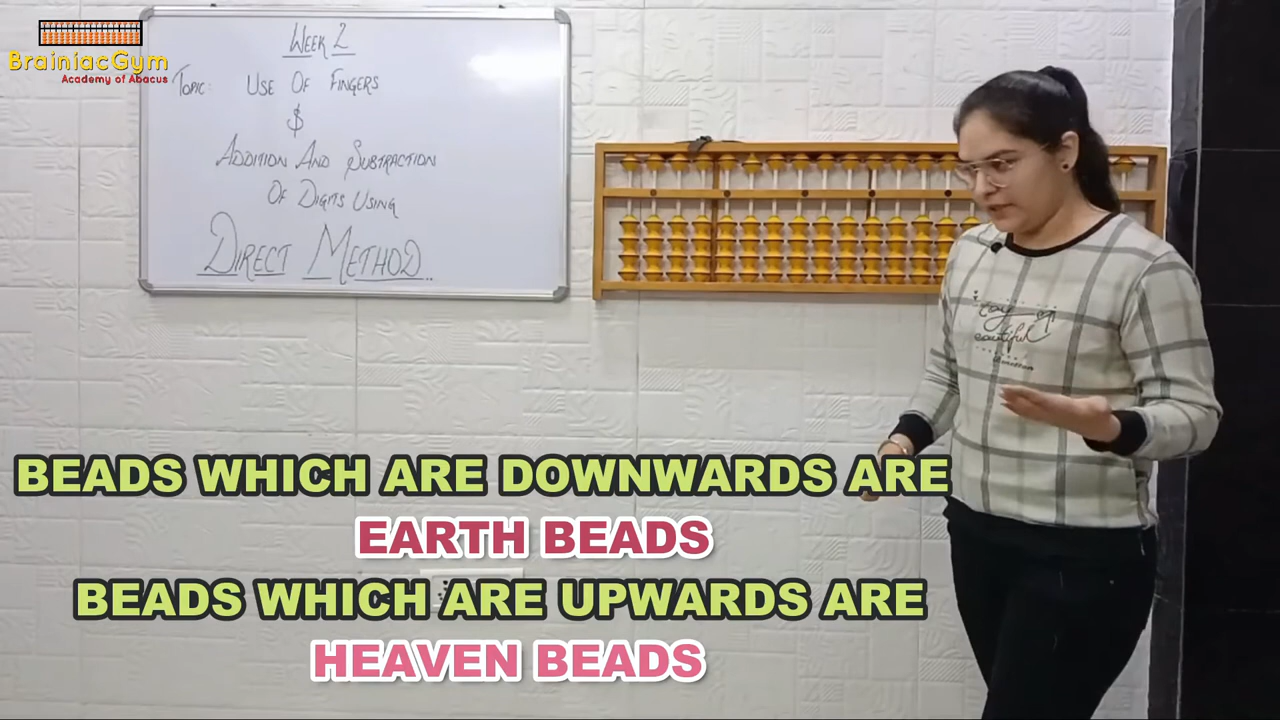 BrainiacGym
Academy of Abacus
WEEK 2
TOPIC: USE OF FINGERS
$
ADDITION AND SUBTRACTION
OF DIGITS USING
DIRECT METHOD..
BEADS WHICH ARE DOWNWARDS ARE
EARTH BEADS
BEADS WHICH ARE UPWARDS ARE
HEAVEN BEADS